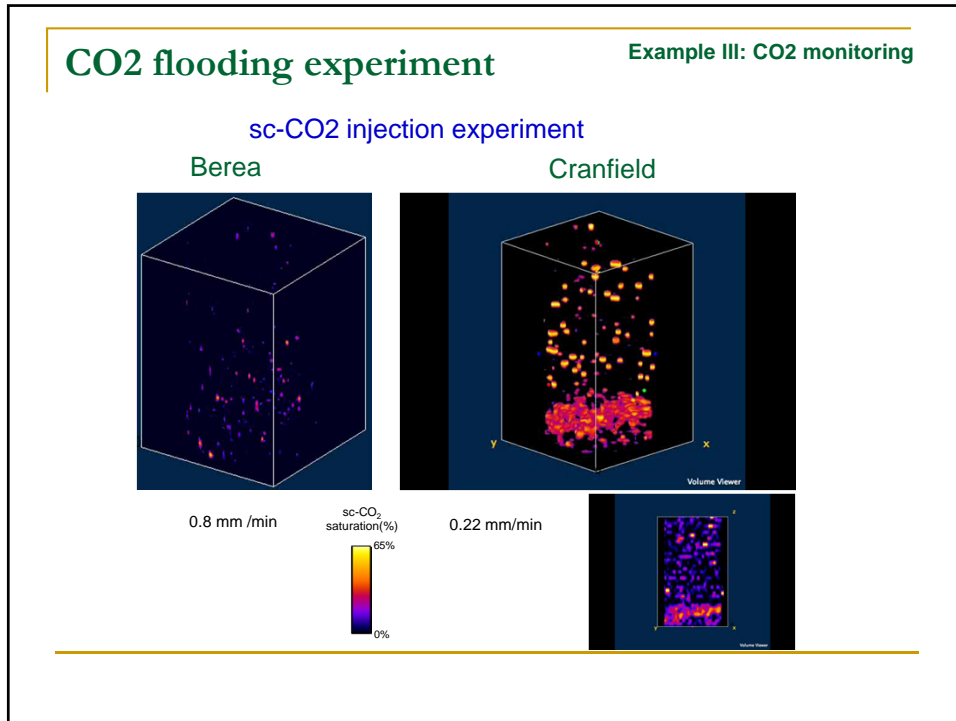 CO2 flooding experiment
Example III: CO2 monitoring
sc-CO2 injection experiment
Berea
Cranfield
y
x
Volume Viewer
0.8 mm /min
sc-CO₂
saturation(%)
65%
0%
0.22 mm/min
z
y
x
Volume Viewer